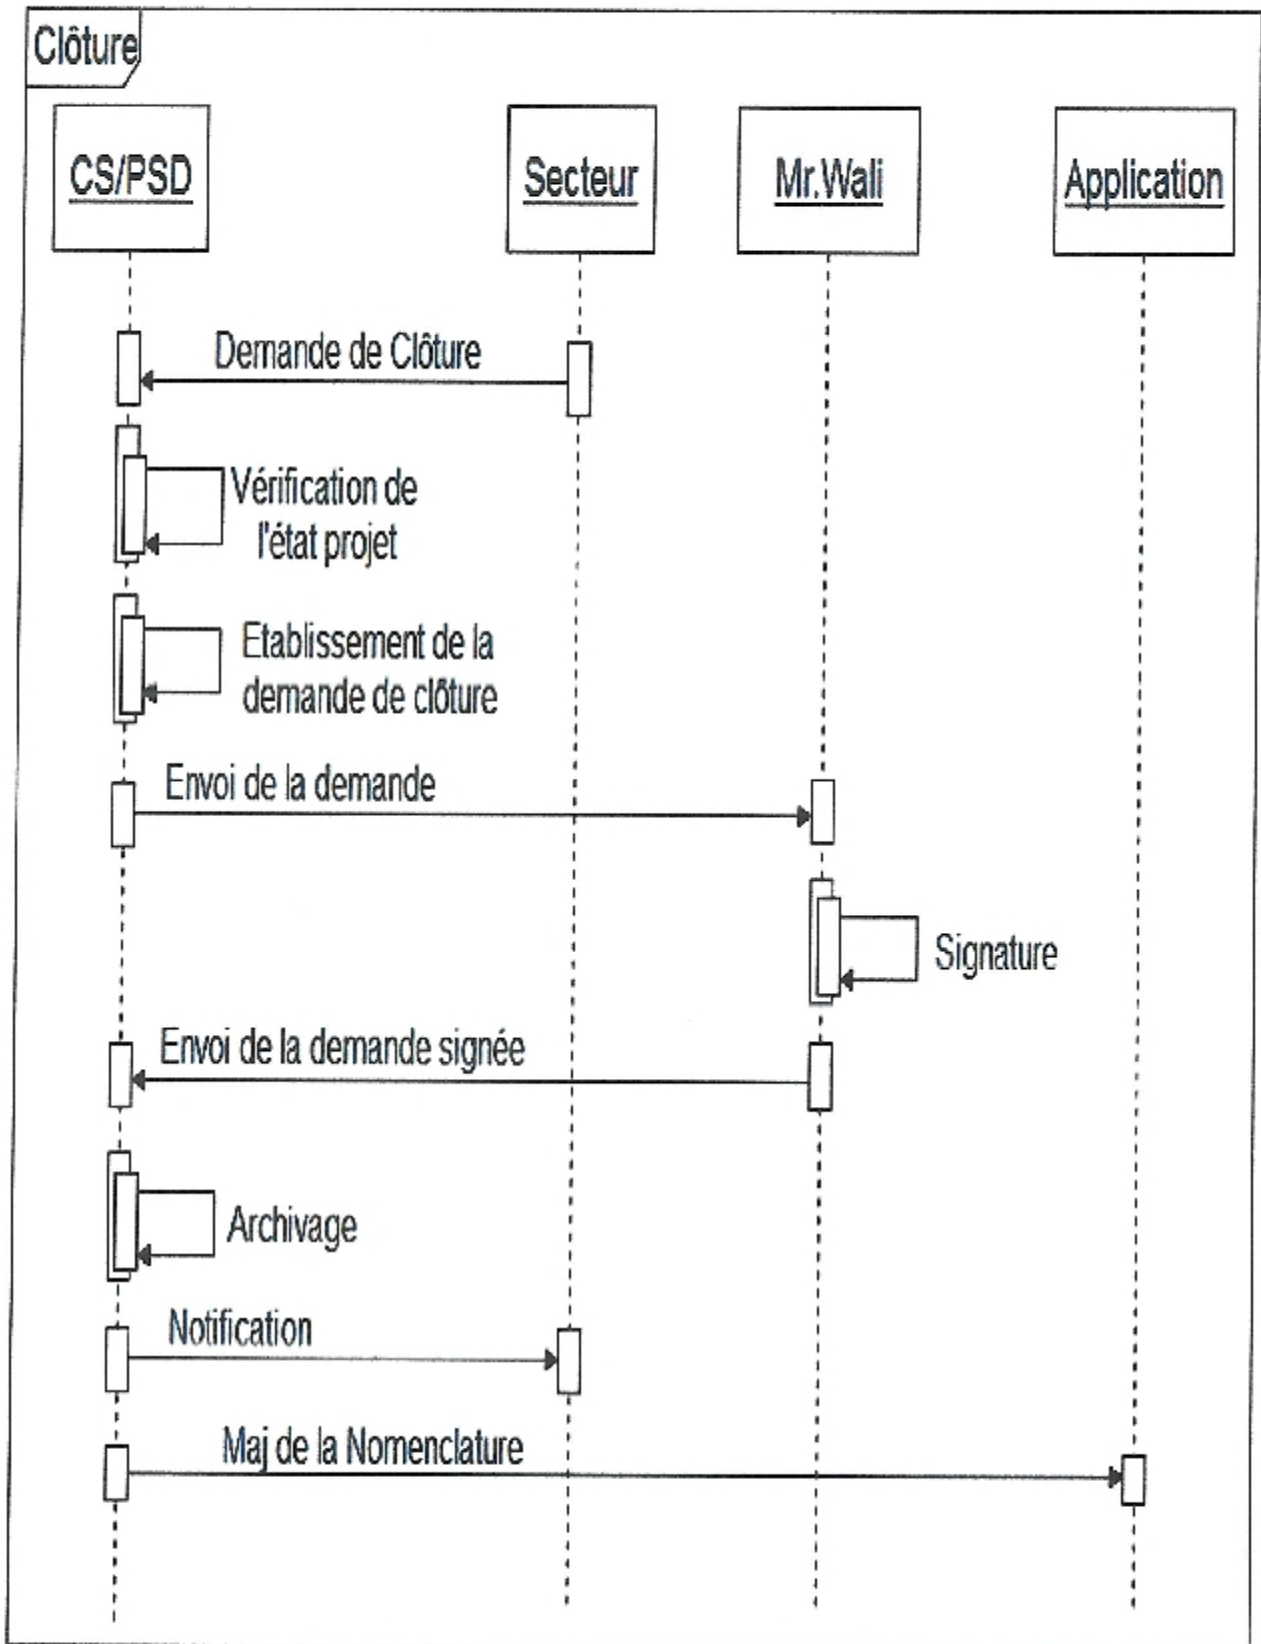 Clôture
CS/PSD
Secteur
Mr.Wali
Application
Demande de Clôture
Vérification de
l'état projet
Etablissement de la
demande de clôture
Envoi de la demande
Signature
Envoi de la demande signée
Archivage
Notification
Maj de la Nomenclature